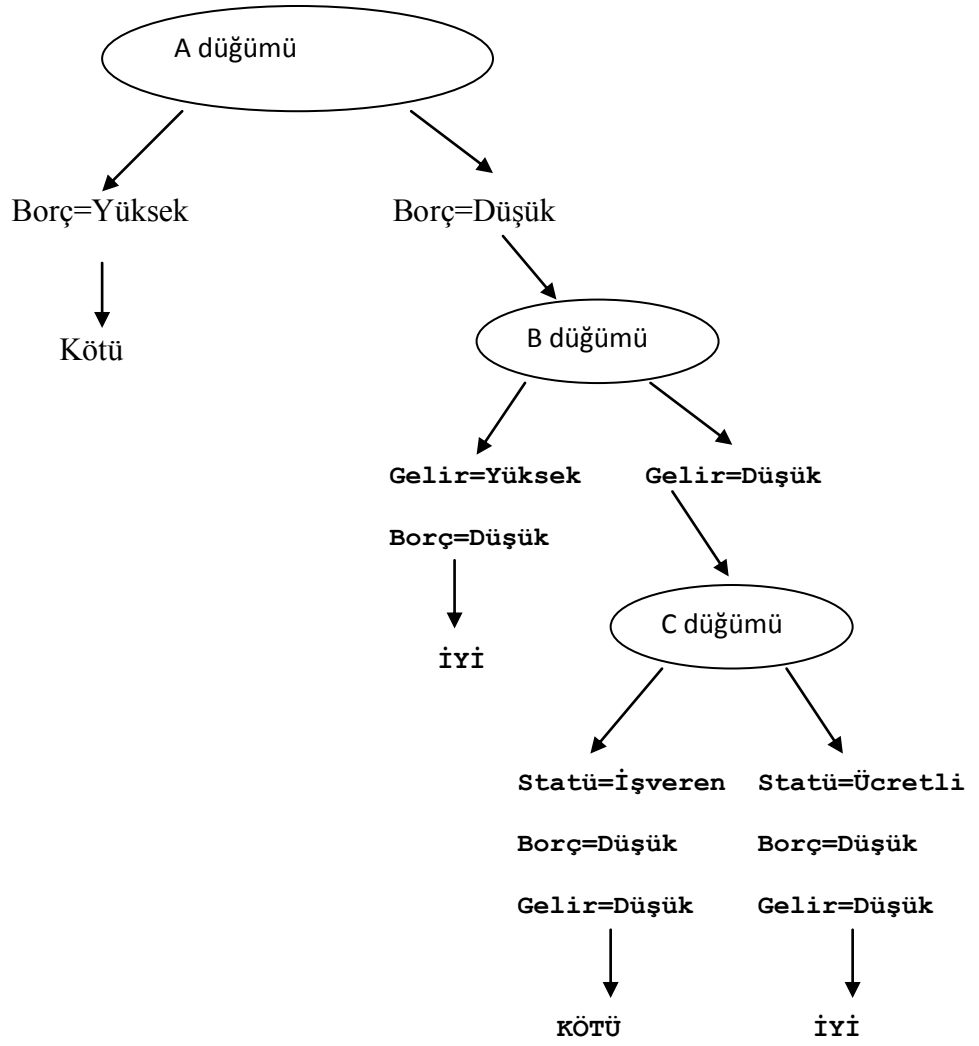 A düğümü
Borç=Yüksek
Borç=Düşük
Kötü
B düğümü
Gelir=Yüksek
Gelir=Düşük
Borç=Düşük
İYİ
C düğümü
Statü=İşveren
Statü=Ücretli
Borç=Düşük
Borç=Düşük
Gelir=Düşük
Gelir=Düşük
KÖTÜ
İYİ